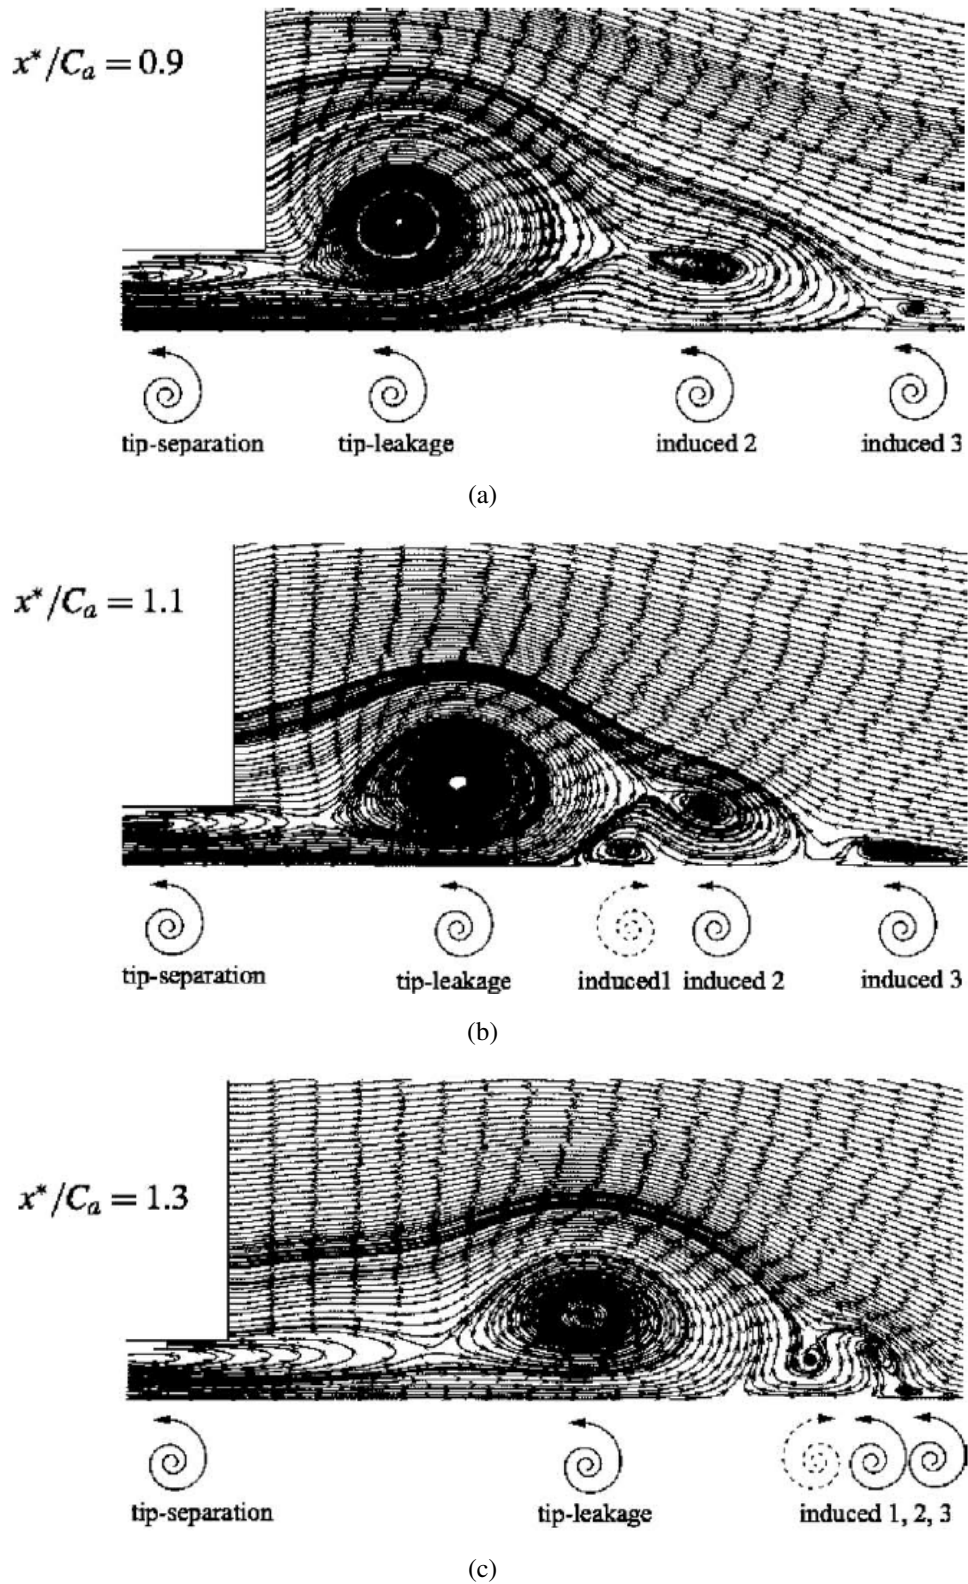 x*/Cₐ = 0.9
tip-separation tip-leakage induced 2 induced 3
(a)
x*/Cₐ = 1.1
tip-separation tip-leakage induced1 induced 2 induced 3
(b)
x*/Cₐ = 1.3
tip-separation tip-leakage induced 1, 2, 3
(c)